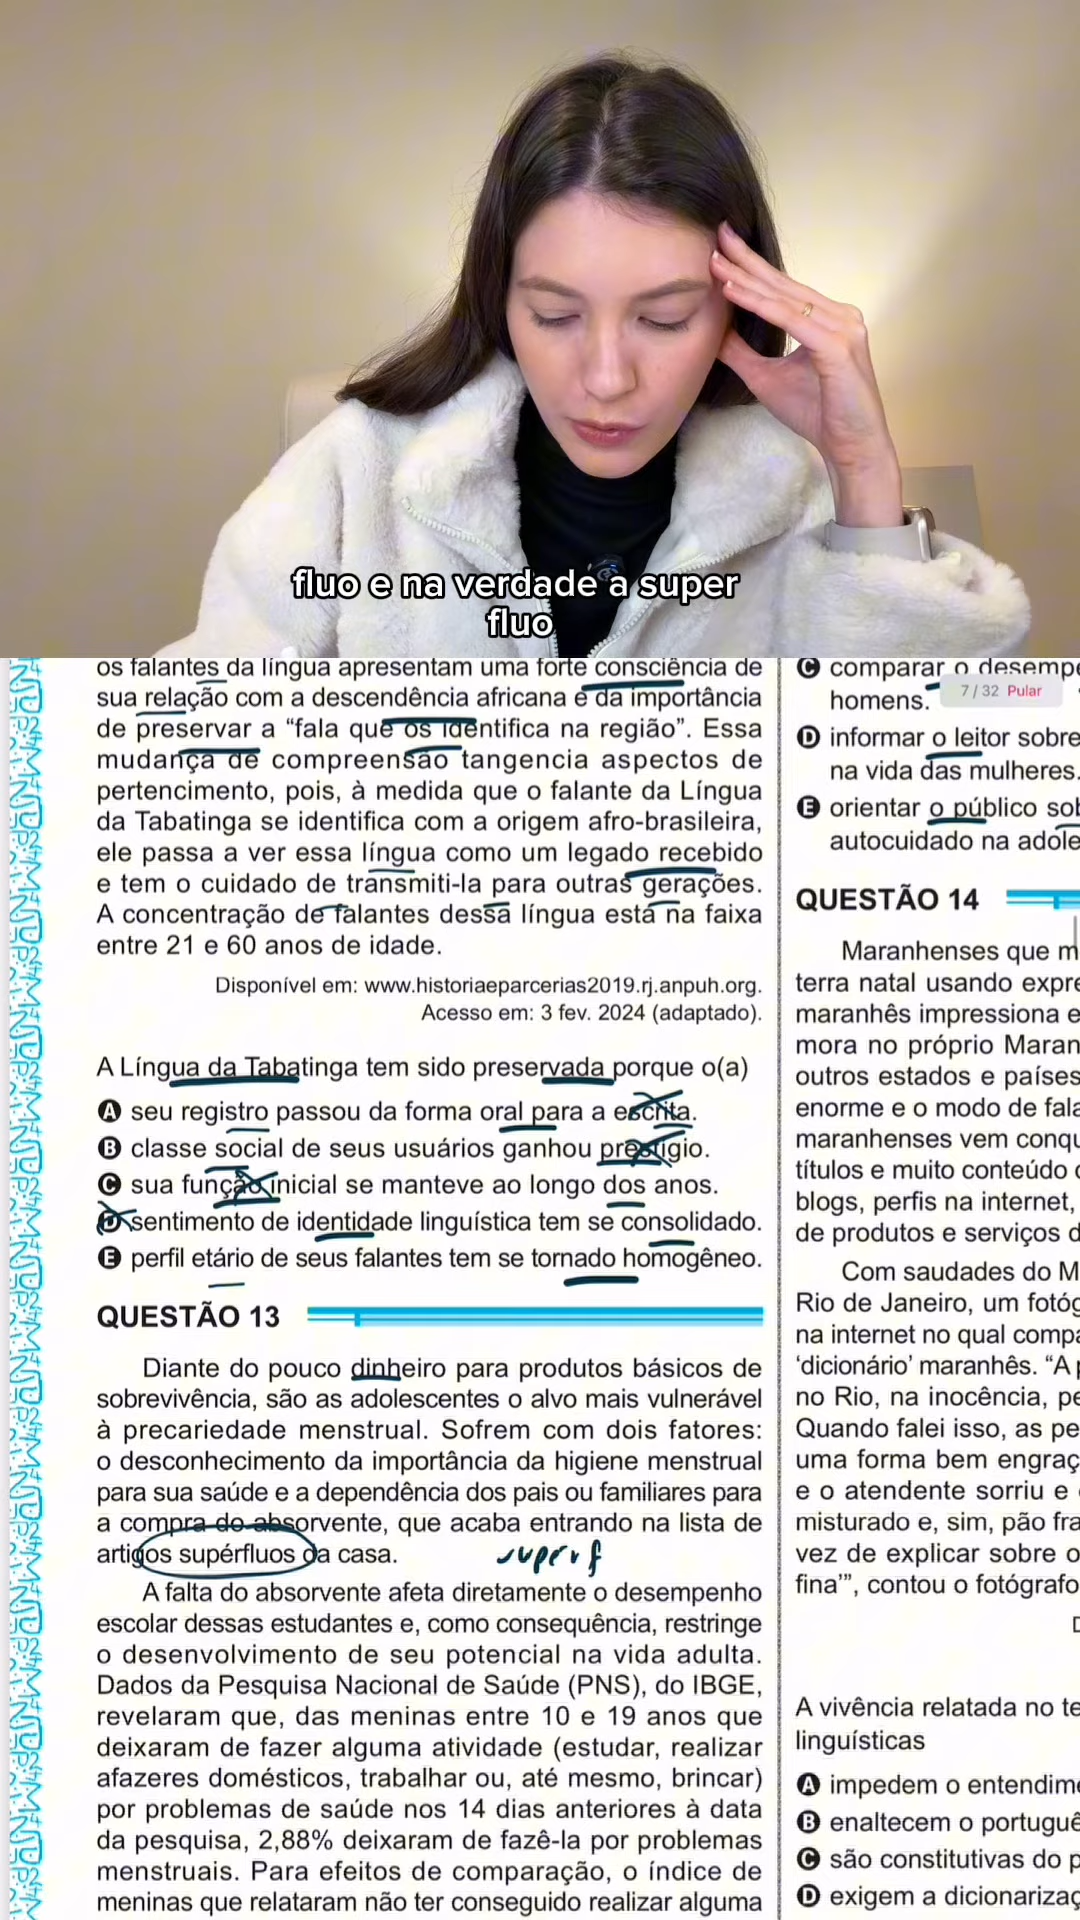 fluo e na verdade a super
fluo
os falantes da língua apresentam uma forte consciência de
sua relação com a descendência africana e da importância
de preservar a “fala que os identifica na região”. Essa
mudança de compreensão tangencia aspectos de
pertencimento, pois, à medida que o falante da Língua
da Tabatinga se identifica com a origem afro-brasileira,
ele passa a ver essa língua como um legado recebido
e tem o cuidado de transmiti-la para outras gerações.
A concentração de falantes dessa língua está na faixa
entre 21 e 60 anos de idade.
Disponível em: www.historiaeparcerias2019.rj.anpuh.org.
Acesso em: 3 fev. 2024 (adaptado).
A Língua da Tabatinga tem sido preservada porque o(a)
A seu registro passou da forma oral para a escrita.
B classe social de seus usuários ganhou prestígio.
C sua função inicial se manteve ao longo dos anos.
D sentimento de identidade linguística tem se consolidado.
E perfil etário de seus falantes tem se tornado homogêneo.
QUESTÃO 13
Diante do pouco dinheiro para produtos básicos de
sobrevivência, são as adolescentes o alvo mais vulnerável
à precariedade menstrual. Sofrem com dois fatores:
o desconhecimento da importância da higiene menstrual
para sua saúde e a dependência dos pais ou familiares para
a compra do absorvente, que acaba entrando na lista de
artigos supérfluos da casa.
superf
A falta do absorvente afeta diretamente o desempenho
escolar dessas estudantes e, como consequência, restringe
o desenvolvimento de seu potencial na vida adulta.
Dados da Pesquisa Nacional de Saúde (PNS), do IBGE,
revelaram que, das meninas entre 10 e 19 anos que
deixaram de fazer alguma atividade (estudar, realizar
afazeres domésticos, trabalhar ou, até mesmo, brincar)
por problemas de saúde nos 14 dias anteriores à data
da pesquisa, 2,88% deixaram de fazê-la por problemas
menstruais. Para efeitos de comparação, o índice de
meninas que relataram não ter conseguido realizar alguma
C comparar o desempe
homens.
7 / 32 Pular
D informar o leitor sobre
na vida das mulheres.
E orientar o público sob
autocuidado na adole
QUESTÃO 14
Maranhenses que m
terra natal usando expre
maranhês impressiona e
mora no próprio Maran
outros estados e países
enorme e o modo de fala
maranhenses vem conqu
títulos e muito conteúdo
blogs, perfis na internet,
de produtos e serviços d
Com saudades do M
Rio de Janeiro, um fotóg
na internet no qual compa
‘dicionário’ maranhês. “A p
no Rio, na inocência, pe
Quando falei isso, as pe
uma forma bem engraç
e o atendente sorriu e
misturado e, sim, pão fra
vez de explicar sobre o
fina’”, contou o fotógrafo
D
A vivência relatada no te
linguísticas
A impedem o entendime
B enaltecem o portuguê
C são constitutivas do p
D exigem a dicionarizaç